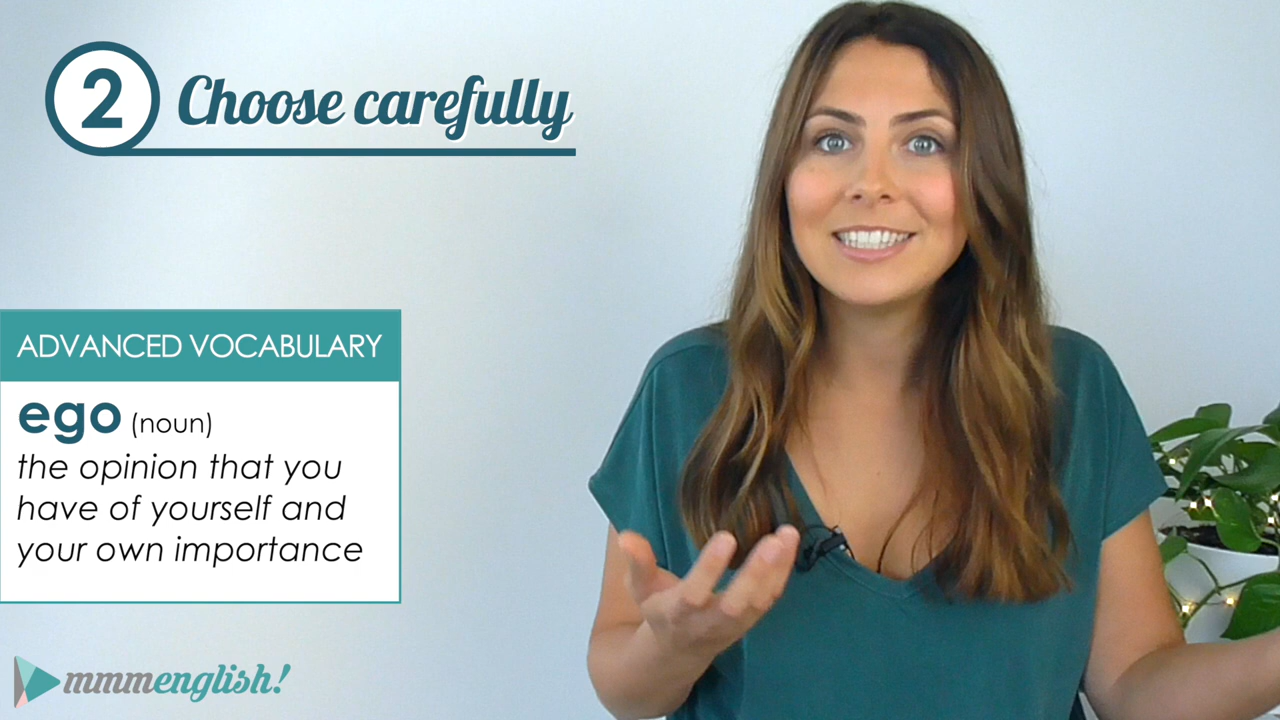 2 Choose carefully
ADVANCED VOCABULARY
ego (noun)
the opinion that you
have of yourself and
your own importance
mmmenglish!